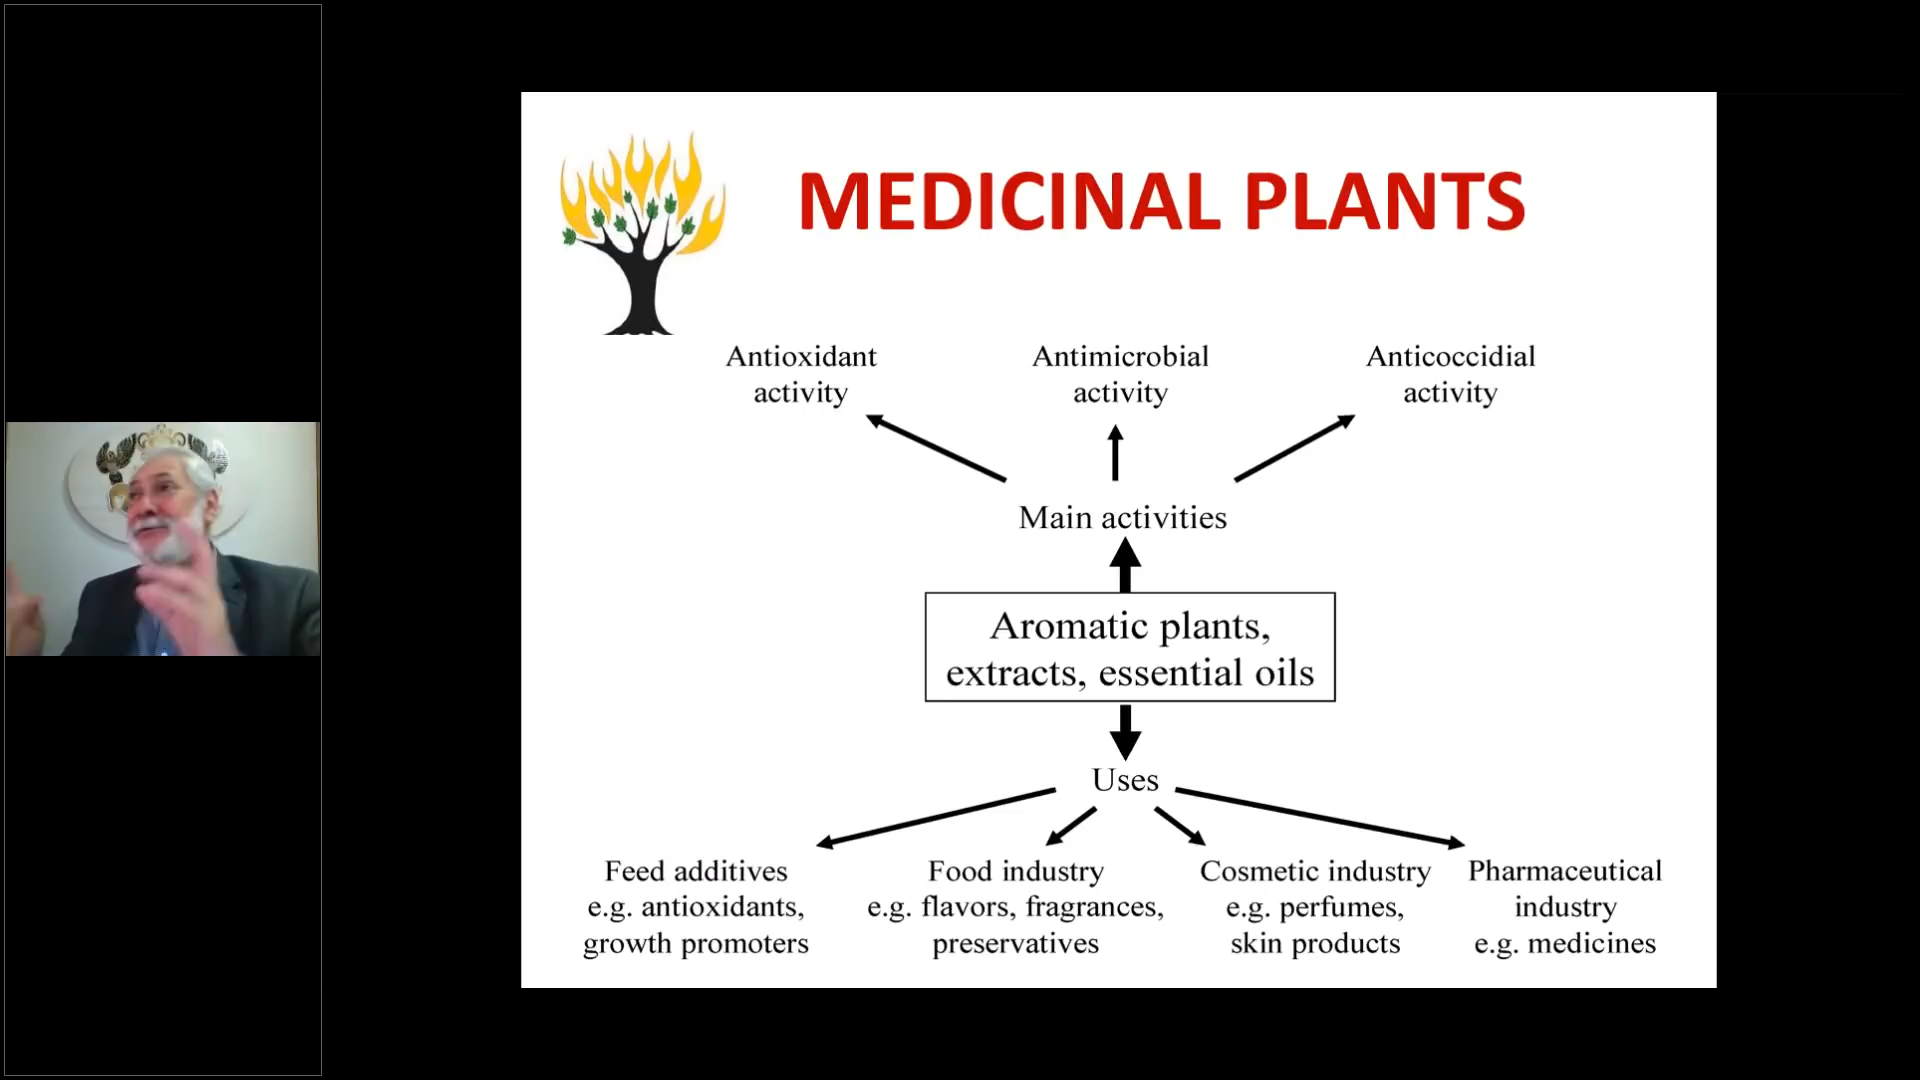 MEDICINAL PLANTS
Antioxidant
activity
Antimicrobial
activity
Anticoccidial
activity
Main activities
Aromatic plants,
extracts, essential oils
Uses
Feed additives
e.g. antioxidants,
growth promoters
Food industry
e.g. flavors, fragrances,
preservatives
Cosmetic industry
e.g. perfumes,
skin products
Pharmaceutical
industry
e.g. medicines